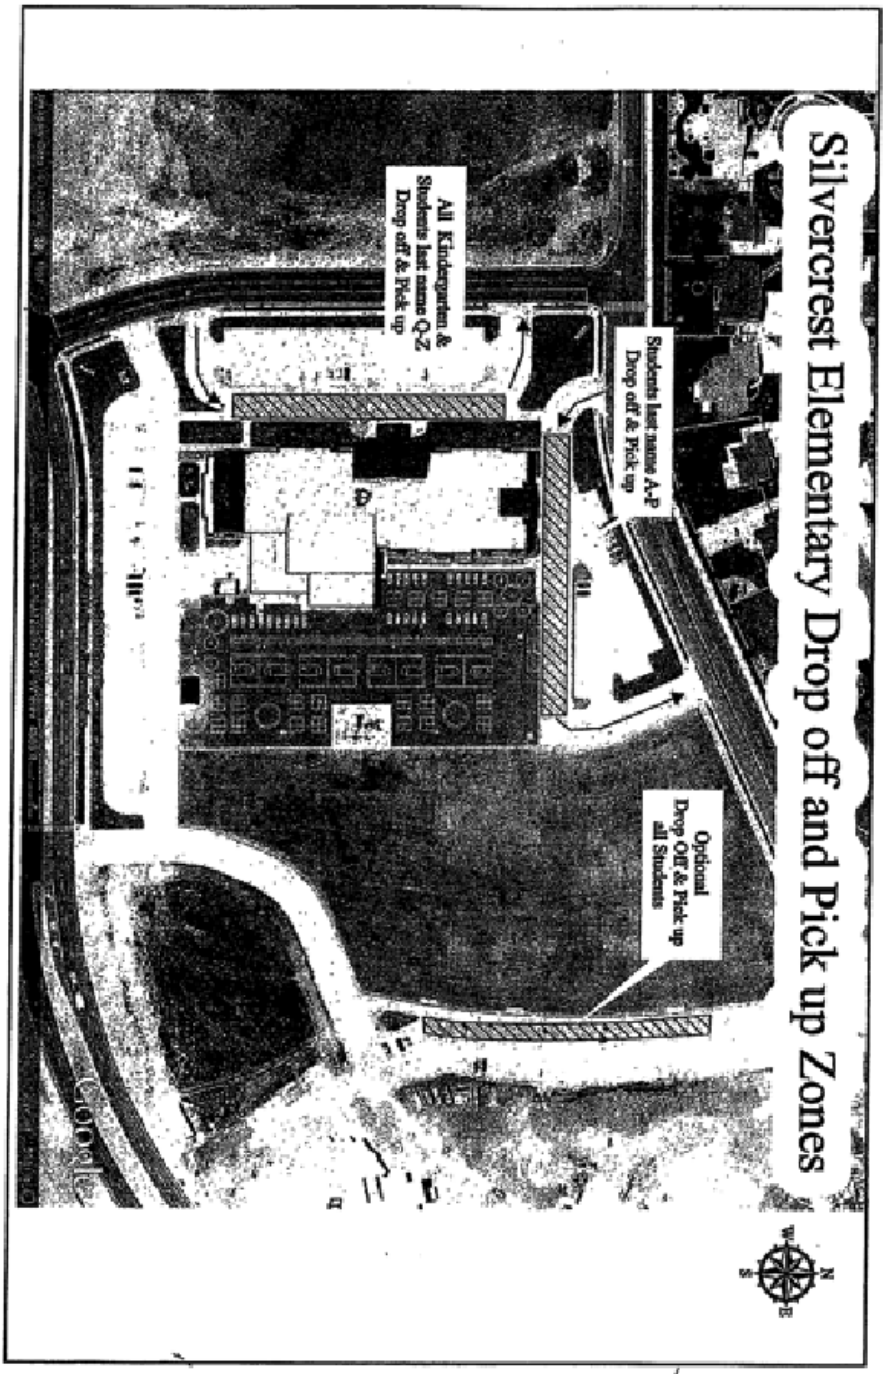 Silvercrest Elementary Drop off and Pick up Zones
All Kindergarten &
Students last name Q-Z
Drop off & Pick up
Students last name A-P
Drop off & Pick up
Optional
Drop Off & Pick up
all Students
Tot
Google
N
W
E
S